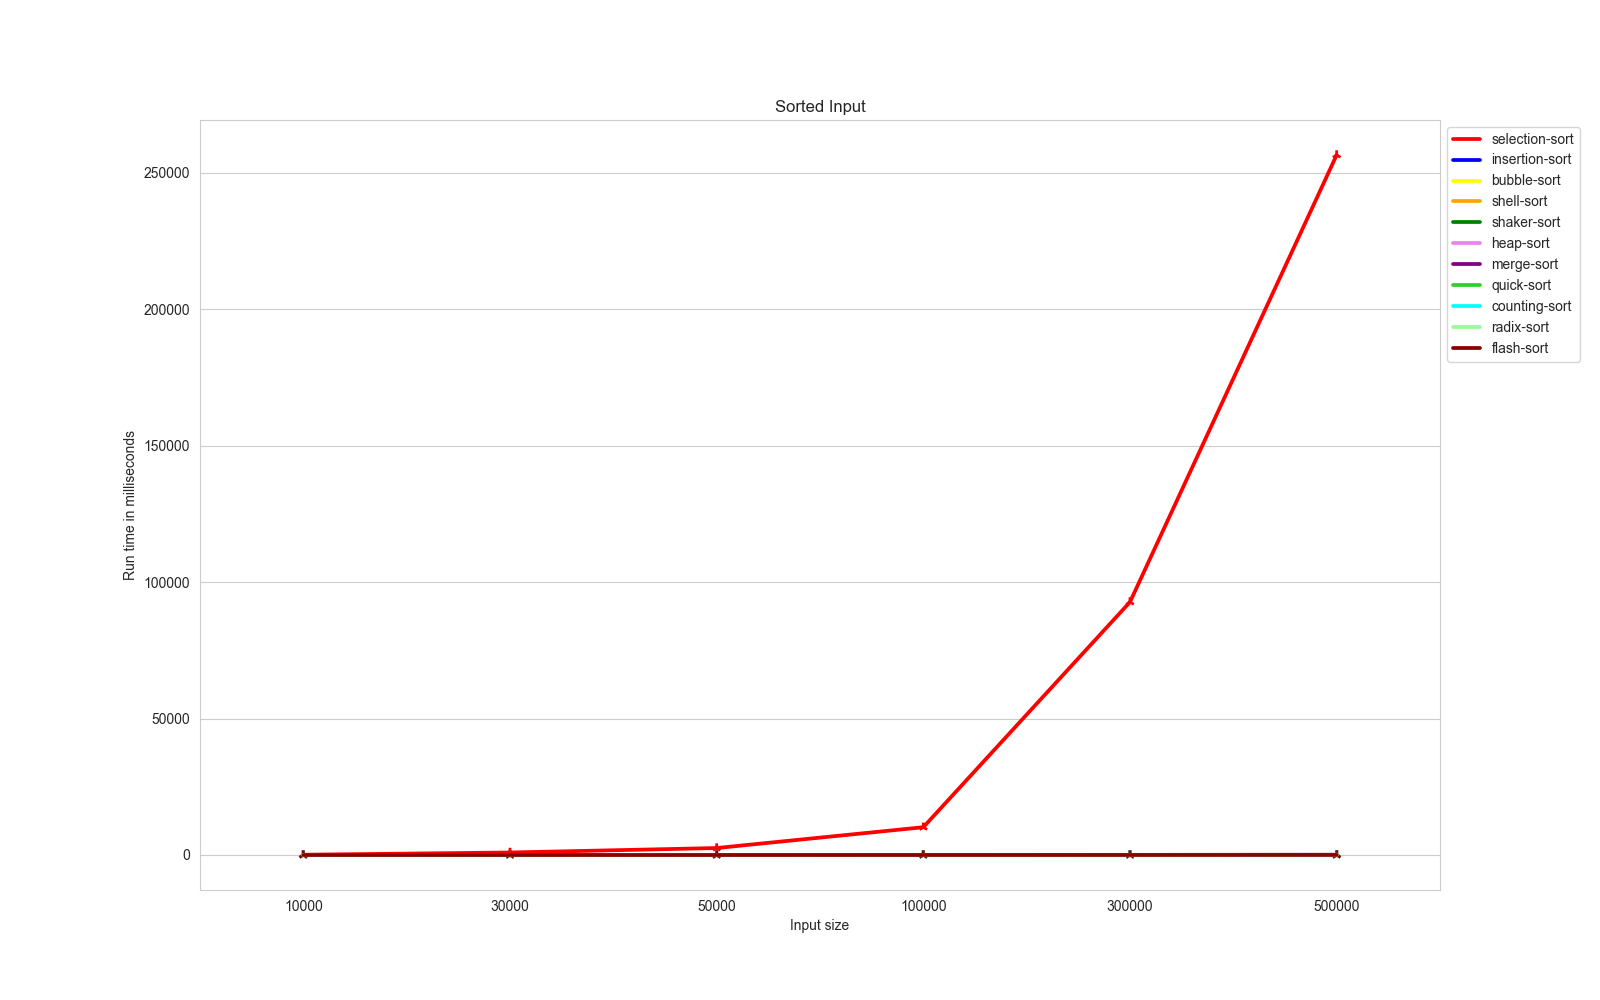 Sorted Input
Run time in milliseconds
250000
200000
150000
100000
50000
0
10000 30000 50000 100000 300000 500000
Input size
selection-sort
insertion-sort
bubble-sort
shell-sort
shaker-sort
heap-sort
merge-sort
quick-sort
counting-sort
radix-sort
flash-sort